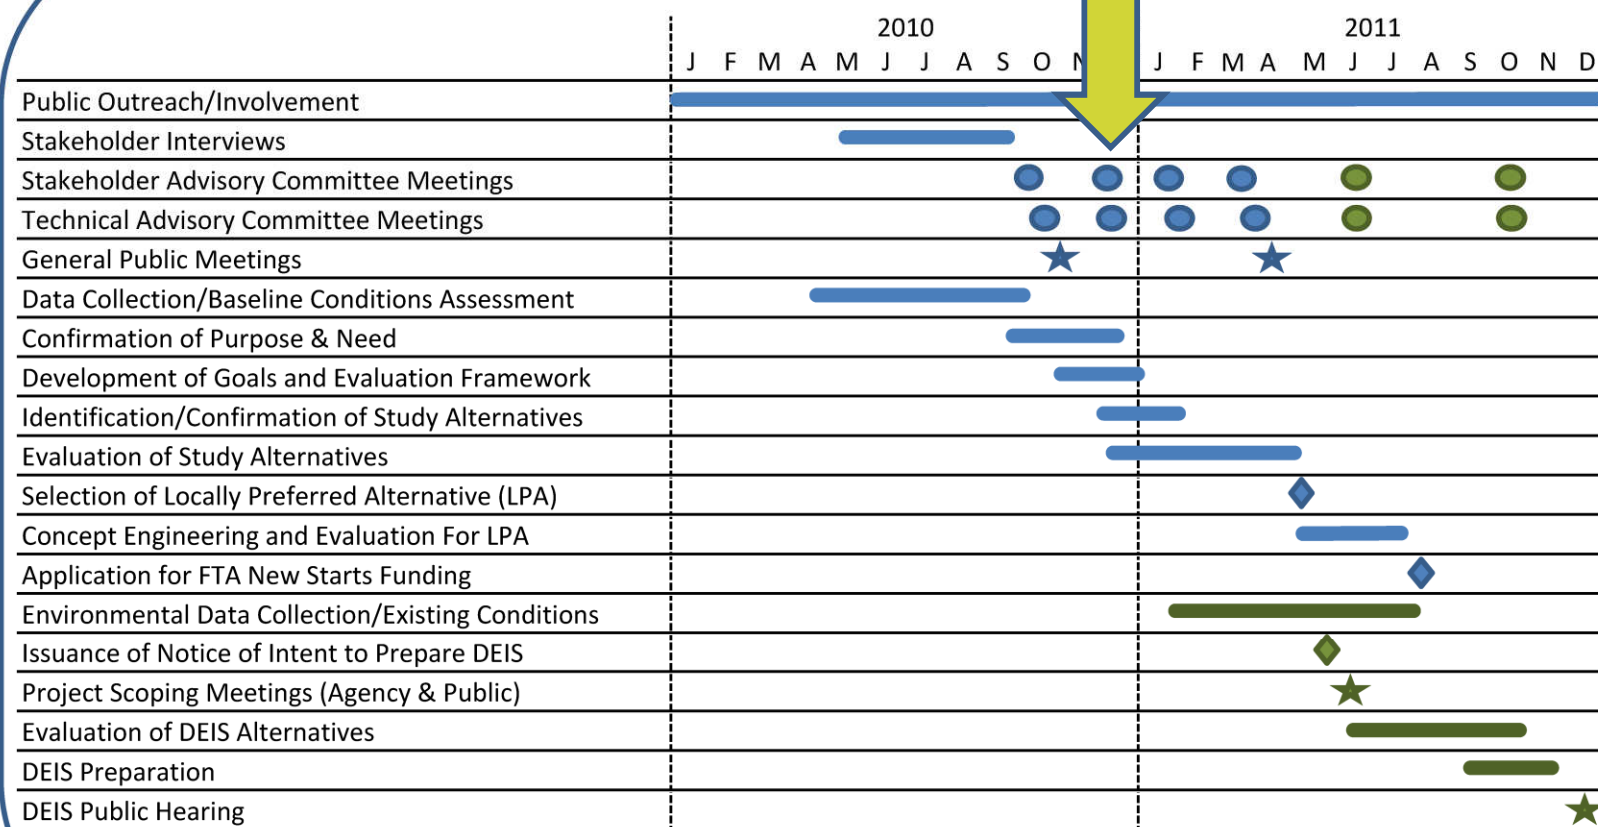 2010 2011
J F M A M J J A S O N J F M A M J J A S O N D
Public Outreach/Involvement
Stakeholder Interviews
Stakeholder Advisory Committee Meetings
Technical Advisory Committee Meetings
General Public Meetings
Data Collection/Baseline Conditions Assessment
Confirmation of Purpose & Need
Development of Goals and Evaluation Framework
Identification/Confirmation of Study Alternatives
Evaluation of Study Alternatives
Selection of Locally Preferred Alternative (LPA)
Concept Engineering and Evaluation For LPA
Application for FTA New Starts Funding
Environmental Data Collection/Existing Conditions
Issuance of Notice of Intent to Prepare DEIS
Project Scoping Meetings (Agency & Public)
Evaluation of DEIS Alternatives
DEIS Preparation
DEIS Public Hearing